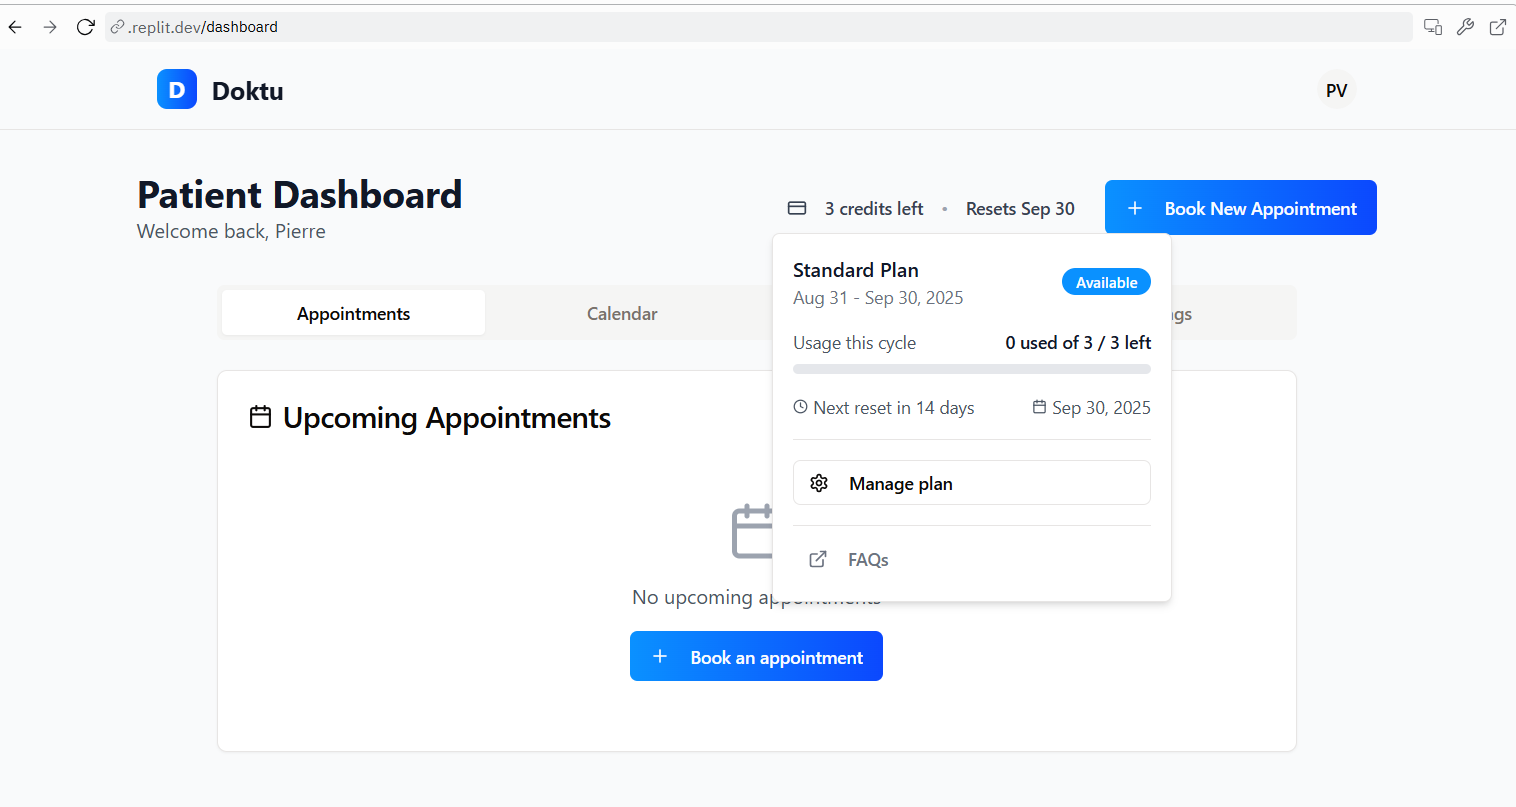 .replit.dev/dashboard
D Doktu
PV
Patient Dashboard
Welcome back, Pierre
3 credits left • Resets Sep 30
Book New Appointment
Standard Plan
Available
Aug 31 - Sep 30, 2025
Usage this cycle 0 used of 3 / 3 left
Next reset in 14 days Sep 30, 2025
Manage plan
FAQs
Appointments
Calendar
gs
Upcoming Appointments
No upcoming appointments
Book an appointment